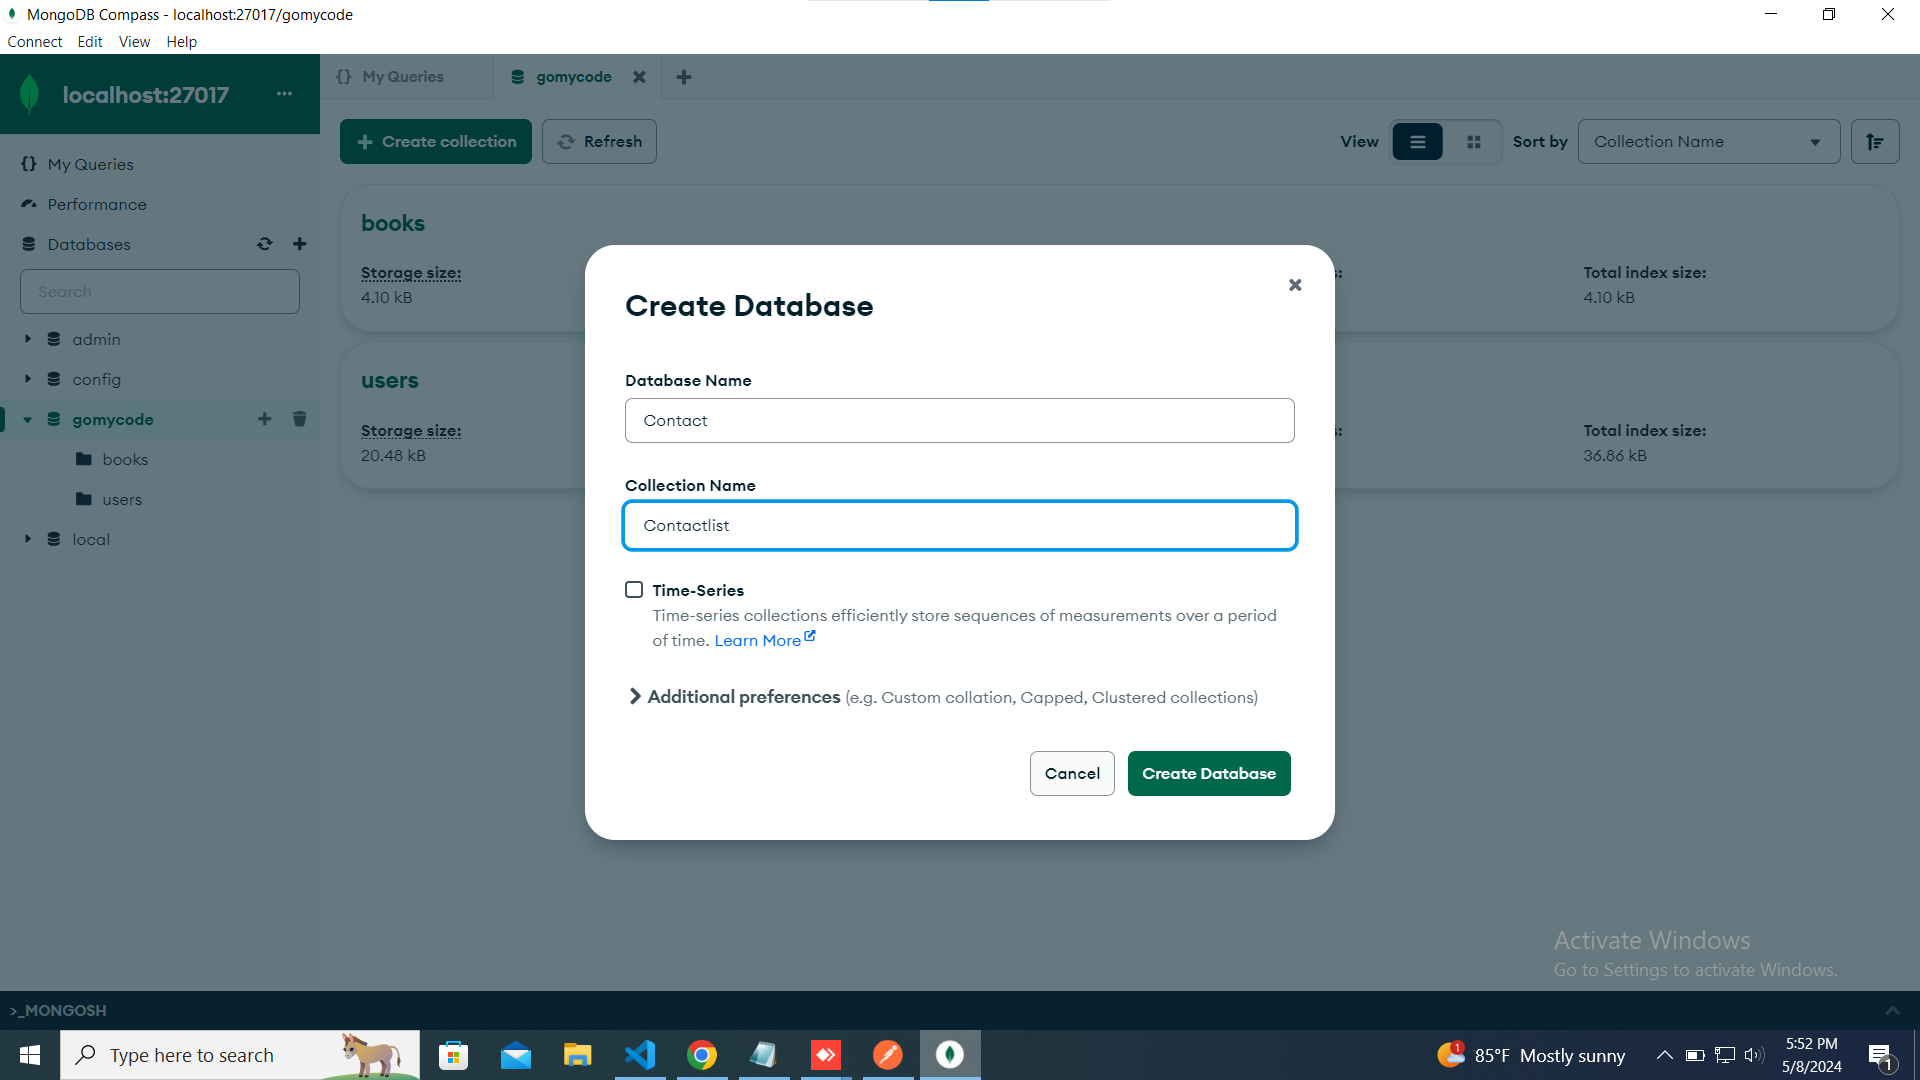 MongoDB Compass - localhost:27017/gomycode
Connect Edit View Help
localhost:27017 ...
{} My Queries
gomycode
Create collection
Refresh
View
Sort by
Collection Name
My Queries
Performance
Databases
Search
admin
config
gomycode
books
users
local
books
Storage size:
4.10 kB
Total index size:
4.10 kB
users
Storage size:
20.48 kB
Total index size:
36.86 kB
Create Database
Database Name
Contact
Collection Name
Contactlist
Time-Series
Time-series collections efficiently store sequences of measurements over a period
of time. Learn More
Additional preferences (e.g. Custom collation, Capped, Clustered collections)
Cancel
Create Database
Activate Windows
Go to Settings to activate Windows.
>_MONGOSH
Type here to search
1
85°F Mostly sunny
5:52 PM
5/8/2024
1